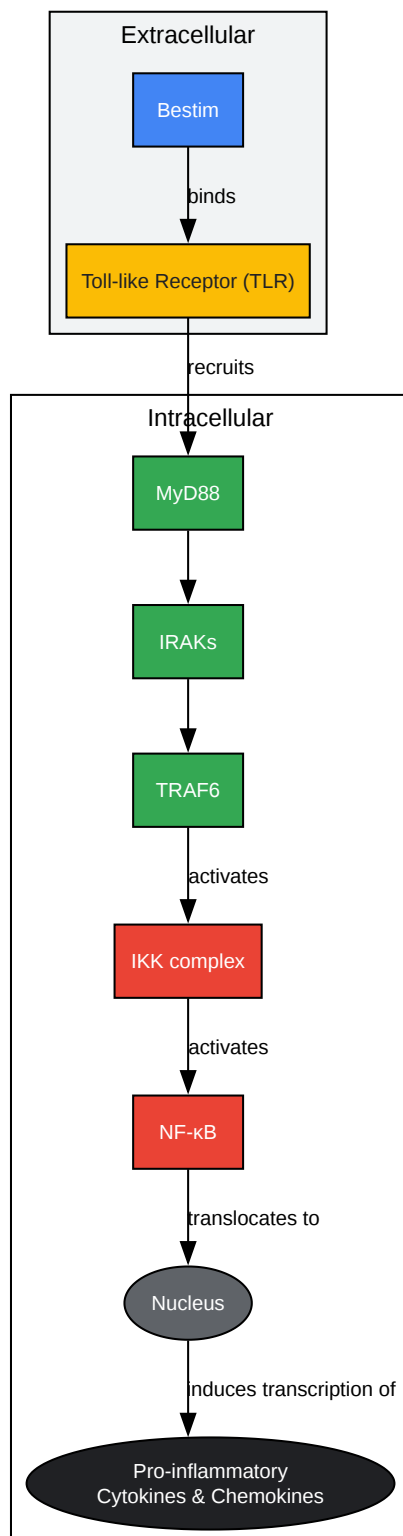 Extracellular
Bestim
binds
Toll-like Receptor (TLR)
recruits
Intracellular
MyD88
IRAKs
TRAF6
activates
IKK complex
activates
NF-κB
translocates to
Nucleus
induces transcription of
Pro-inflammatory
Cytokines & Chemokines